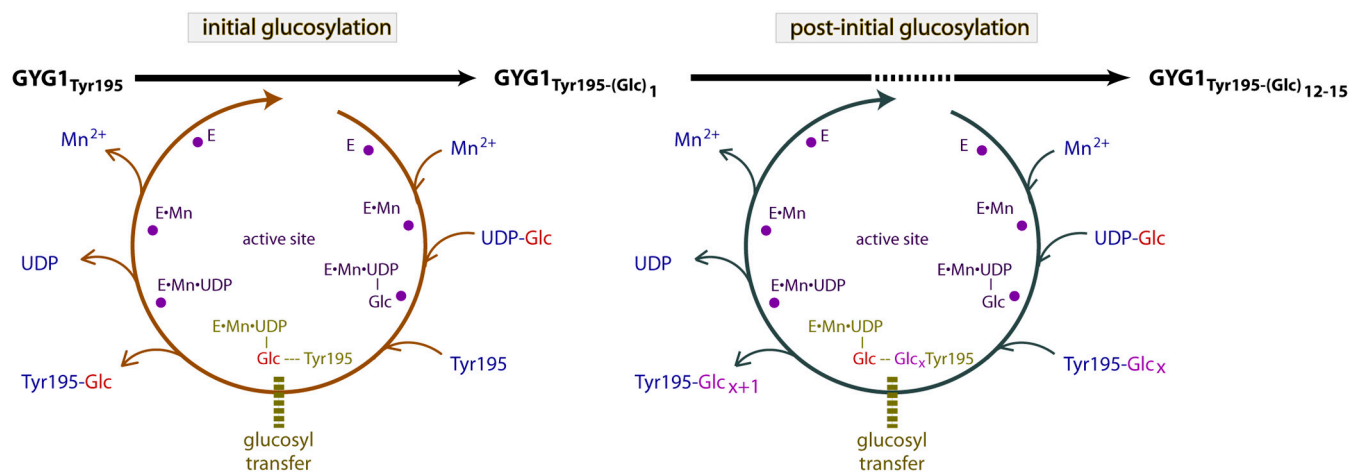 initial glucosylation
post-initial glucosylation
GYG1Tyr195
GYG1Tyr195-(Glc)1
GYG1Tyr195-(Glc)12-15
Mn2+
E
E
Mn2+
E•Mn
E•Mn
active site
UDP
UDP-Glc
E•Mn•UDP
E•Mn•UDP
Glc
E•Mn•UDP
Glc --- Tyr195
Tyr195
Tyr195-Glc
glucosyl
transfer
Mn2+
E
E
Mn2+
E•Mn
E•Mn
active site
UDP
UDP-Glc
E•Mn•UDP
E•Mn•UDP
Glc
E•Mn•UDP
Glc -- GlcxTyr195
Tyr195-Glcx
Tyr195-Glcx+1
glucosyl
transfer